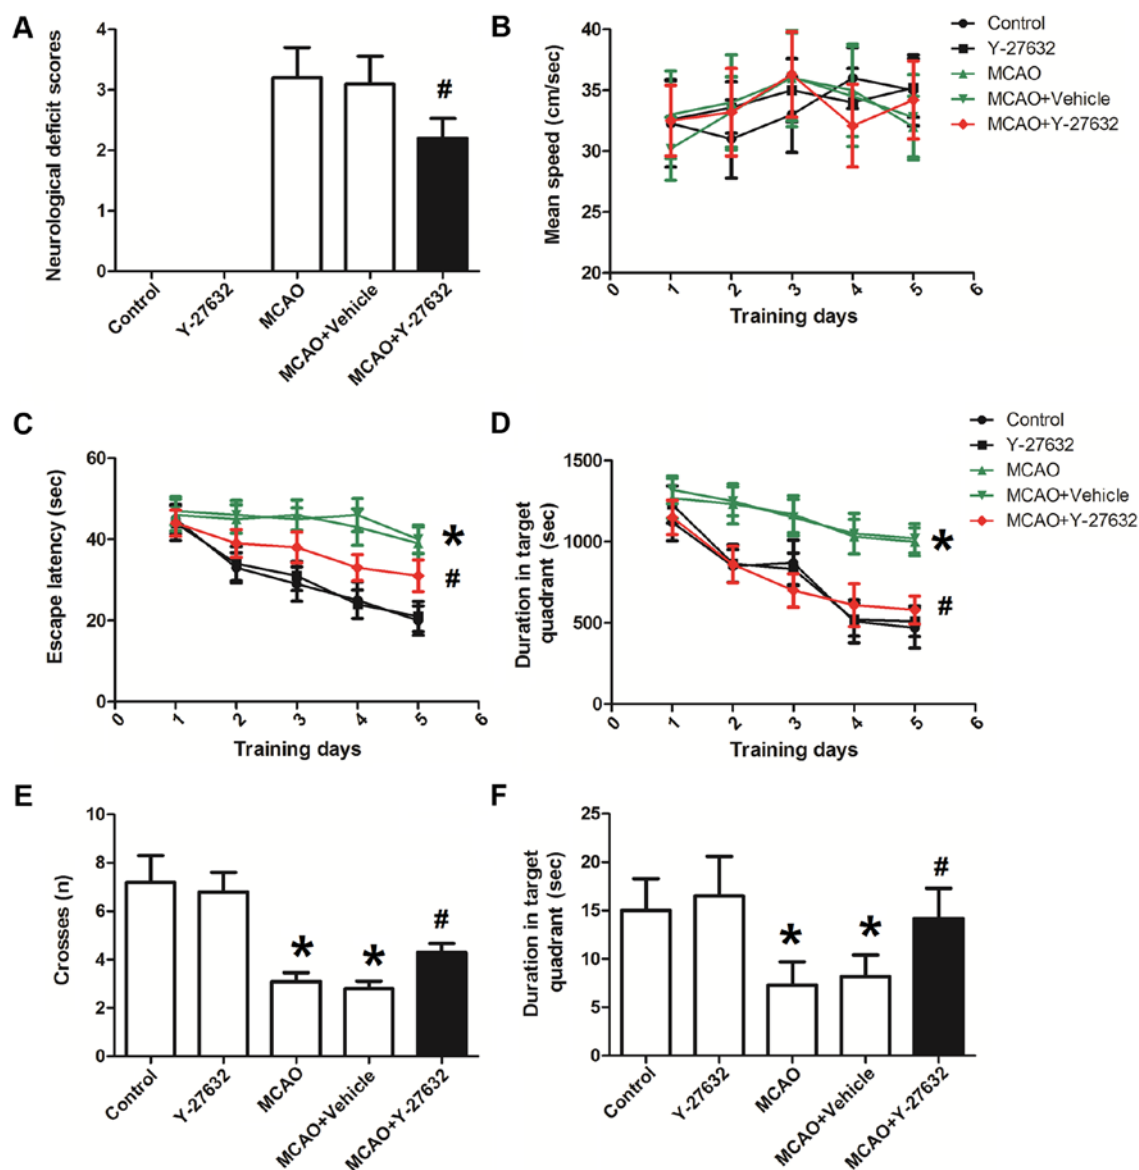 A
Neurological deficit scores
4
3
2
1
0
#
Control
Y-27632
MCAO
MCAO+Vehicle
MCAO+Y-27632
B
Mean speed (cm/sec)
40
35
30
25
20
0
1
2
3
4
5
6
Training days
Control
Y-27632
MCAO
MCAO+Vehicle
MCAO+Y-27632
C
Escape latency (sec)
60
40
20
0
*
#
0
1
2
3
4
5
6
Training days
D
Duration in target
quadrant (sec)
1500
1000
500
0
*
#
0
1
2
3
4
5
6
Training days
Control
Y-27632
MCAO
MCAO+Vehicle
MCAO+Y-27632
E
Crosses (n)
10
8
6
4
2
0
*
*
#
Control
Y-27632
MCAO
MCAO+Vehicle
MCAO+Y-27632
F
Duration in target
quadrant (sec)
25
20
15
10
5
0
*
*
#
Control
Y-27632
MCAO
MCAO+Vehicle
MCAO+Y-27632